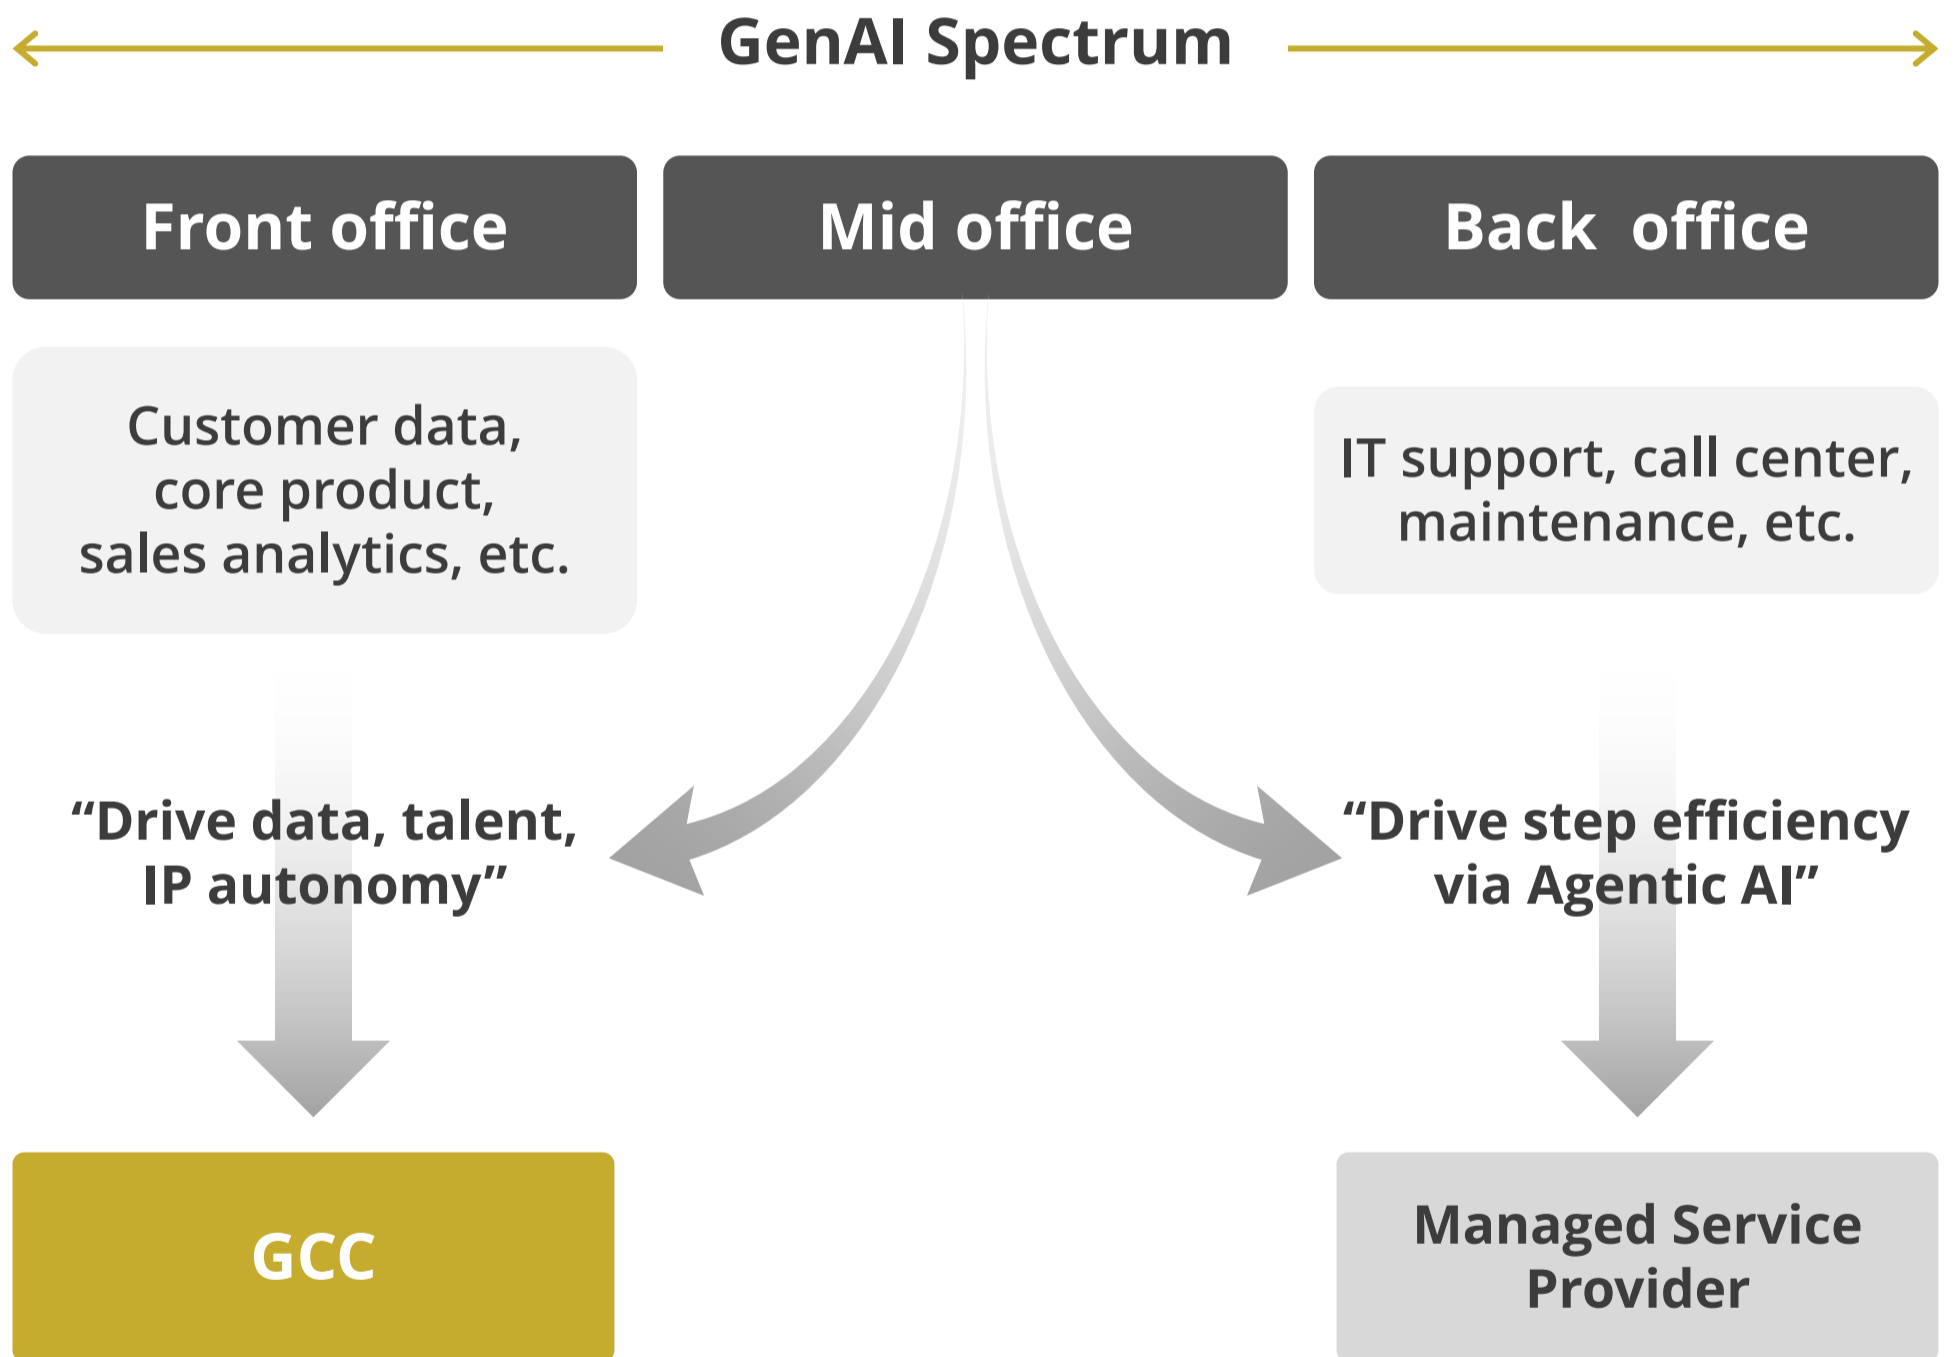 GenAI Spectrum
Front office
Mid office
Back office
Customer data,
core product,
sales analytics, etc.
IT support, call center,
maintenance, etc.
“Drive data, talent,
IP autonomy”
“Drive step efficiency
via Agentic AI”
GCC
Managed Service
Provider